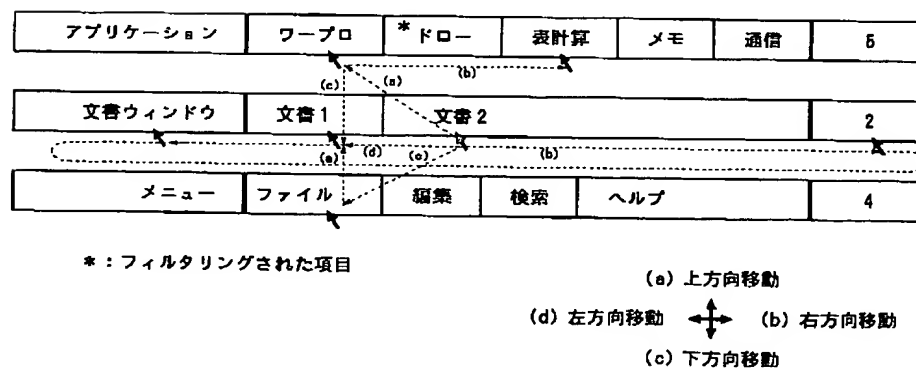 アプリケーション ワープロ *ドロー 表計算 メモ 通信 5
(b)
(c) (a)
文書ウィンドウ 文書1 文書2 2
(a) (d) (c) (b)
メニュー ファイル 編集 検索 ヘルプ 4
*:フィルタリングされた項目
(a) 上方向移動
(d) 左方向移動 (b) 右方向移動
(c) 下方向移動